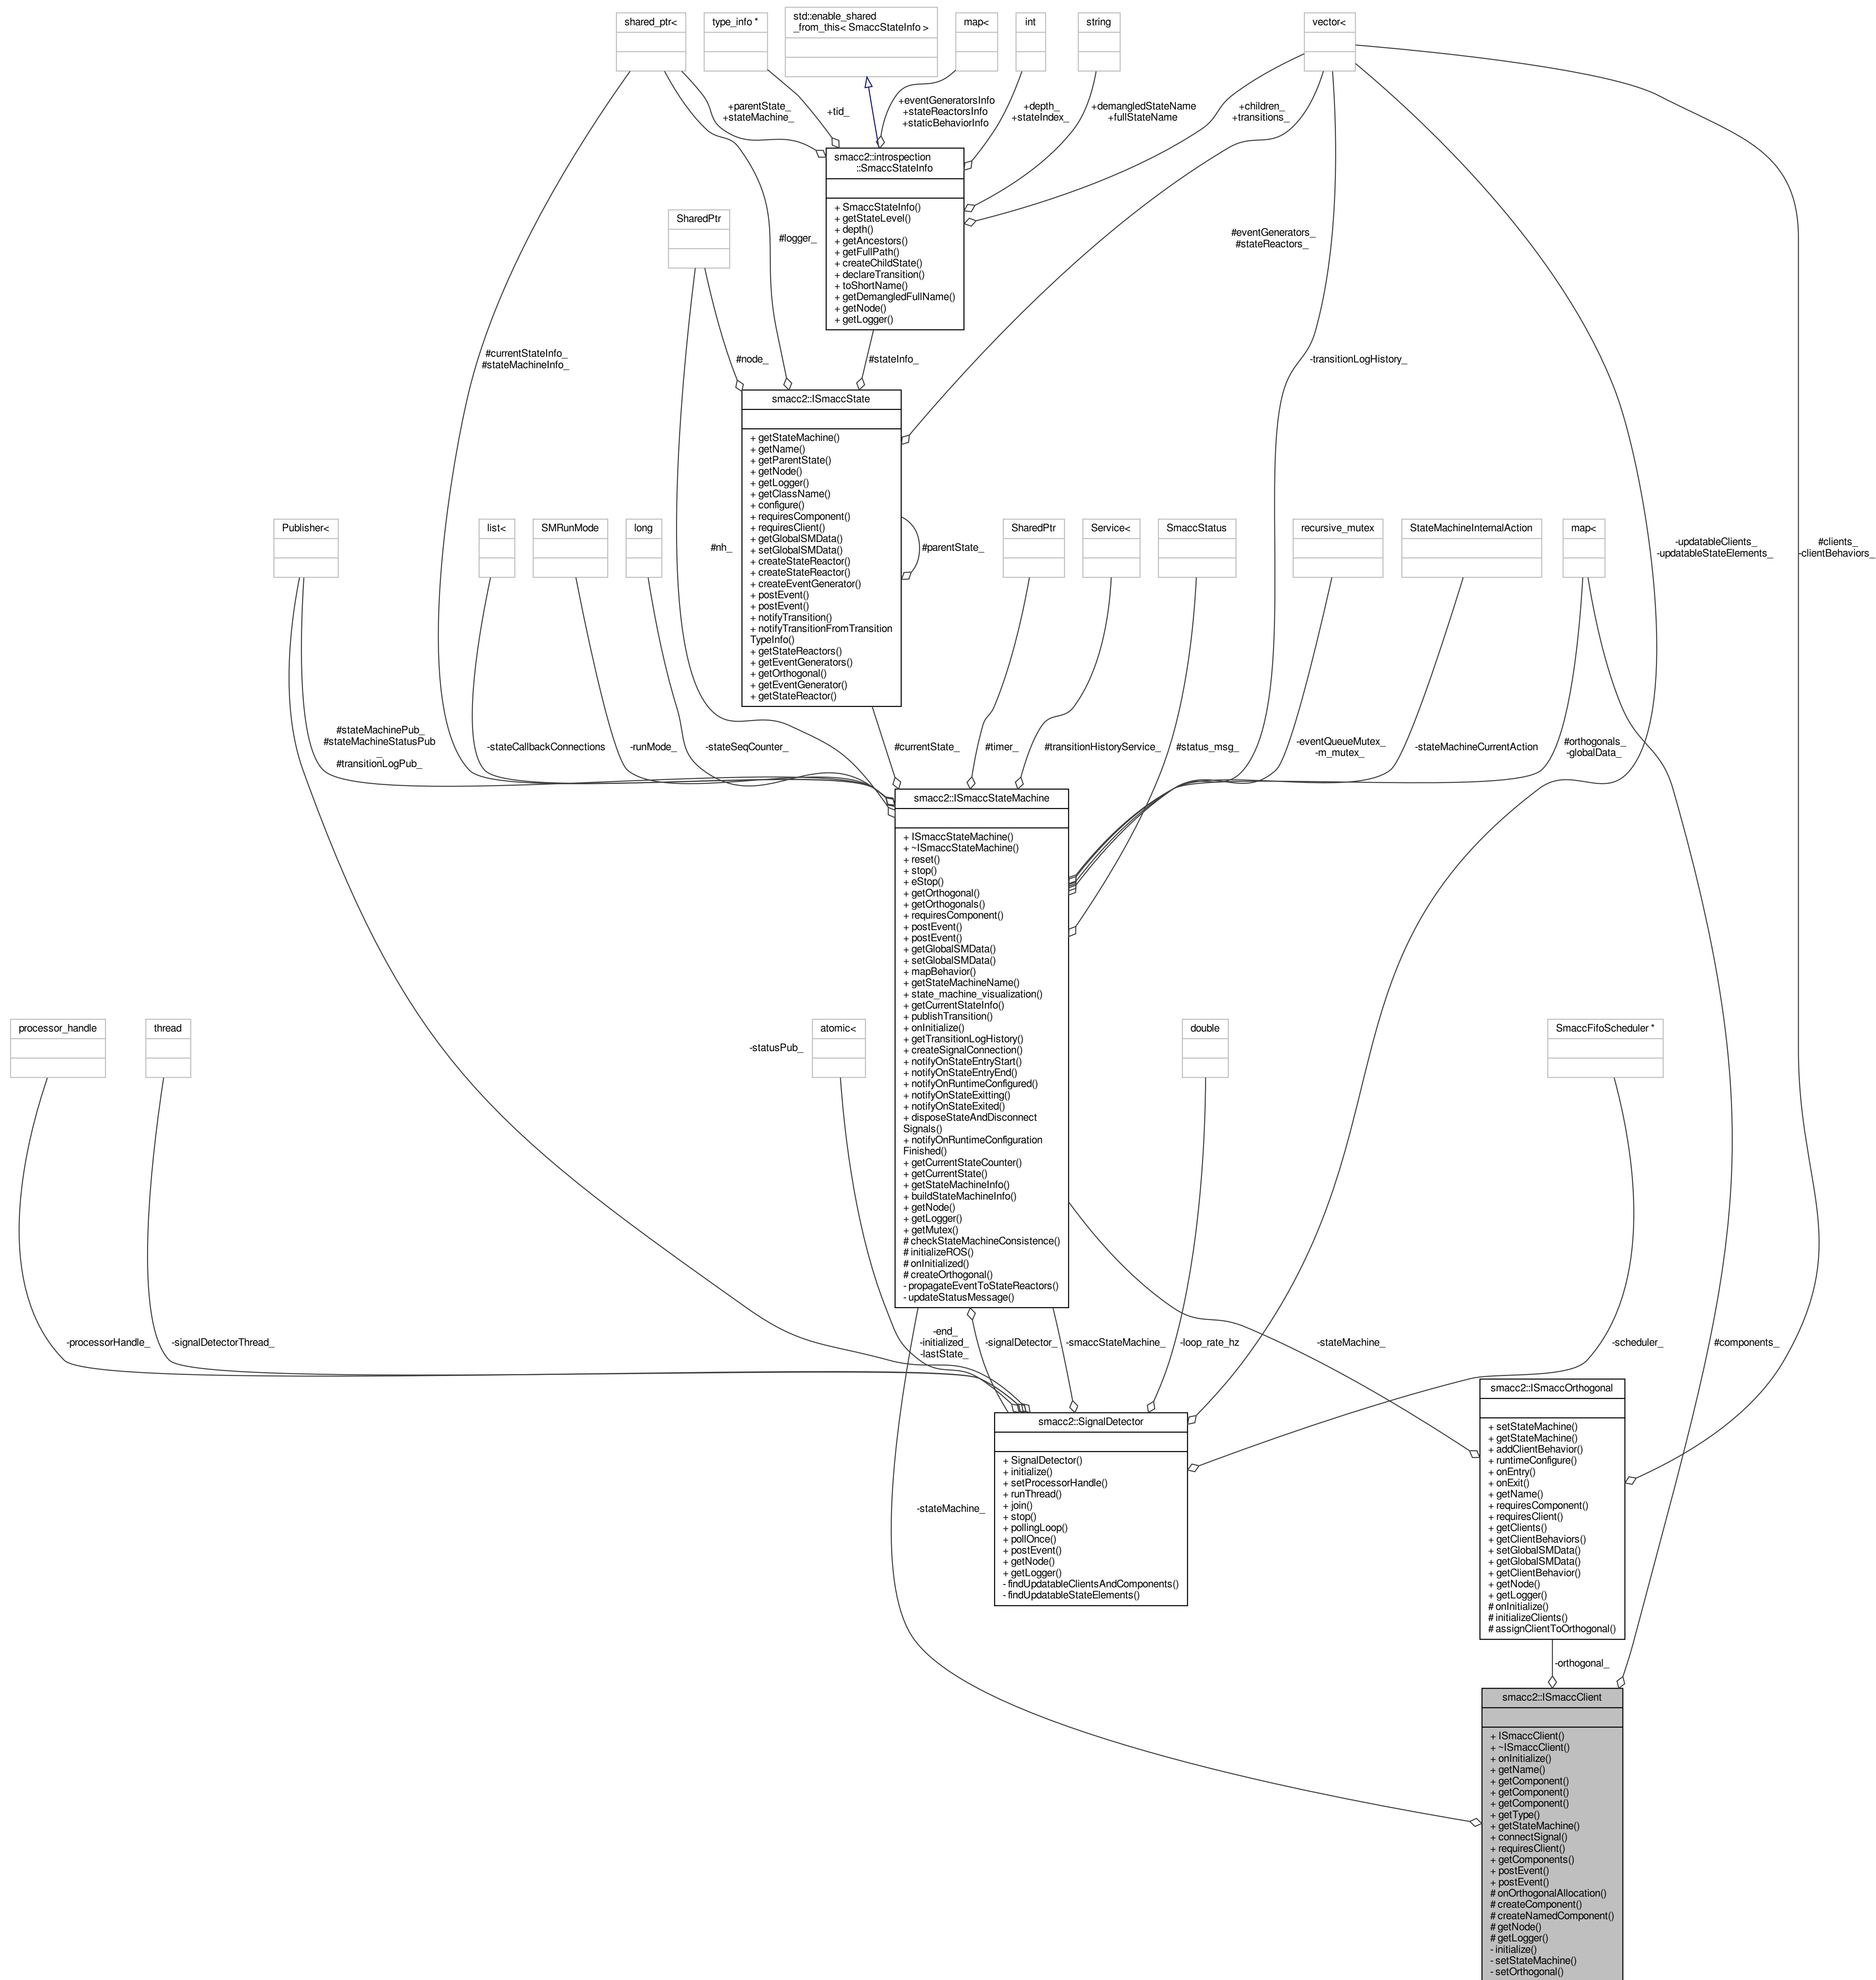 shared_ptr<
type_info *
std::enable_shared
_from_this< SmaccStateInfo >
map<
int
string
vector<
+parentState_
+stateMachine_
+tid_
+eventGeneratorsInfo
+stateReactorsInfo
+staticBehaviorInfo
+depth_
+stateIndex_
+demangledStateName
+fullStateName
+children_
+transitions_
smacc2::introspection
::SmaccStateInfo
+ SmaccStateInfo()
+ getStateLevel()
+ depth()
+ getAncestors()
+ getFullPath()
+ createChildState()
+ declareTransition()
+ toShortName()
+ getDemangledFullName()
+ getNode()
+ getLogger()
SharedPtr
#logger_
#eventGenerators_
#stateReactors_
#currentStateInfo_
#stateMachineInfo_
#node_
#stateInfo_
-transitionLogHistory_
smacc2::ISmaccState
+ getStateMachine()
+ getName()
+ getParentState()
+ getNode()
+ getLogger()
+ getClassName()
+ configure()
+ requiresComponent()
+ requiresClient()
+ getGlobalSMData()
+ setGlobalSMData()
+ createStateReactor()
+ createStateReactor()
+ createEventGenerator()
+ postEvent()
+ postEvent()
+ notifyTransition()
+ notifyTransitionFromTransition
TypeInfo()
+ getStateReactors()
+ getEventGenerators()
+ getOrthogonal()
+ getEventGenerator()
+ getStateReactor()
Publisher<
list<
SMRunMode
long
#nh_
#parentState_
SharedPtr
Service<
SmaccStatus
recursive_mutex
StateMachineInternalAction
map<
-updatableClients_
-updatableStateElements_
#clients_
-clientBehaviors_
#stateMachinePub_
#stateMachineStatusPub
_
#transitionLogPub_
-stateCallbackConnections
-runMode_
-stateSeqCounter_
#currentState_
#timer_
#transitionHistoryService_
#status_msg_
-eventQueueMutex_
-m_mutex_
-stateMachineCurrentAction
#orthogonals_
-globalData_
smacc2::ISmaccStateMachine
+ ISmaccStateMachine()
+ ~ISmaccStateMachine()
+ reset()
+ stop()
+ eStop()
+ getOrthogonal()
+ getOrthogonals()
+ requiresComponent()
+ postEvent()
+ postEvent()
+ getGlobalSMData()
+ setGlobalSMData()
+ mapBehavior()
+ getStateMachineName()
+ state_machine_visualization()
+ getCurrentStateInfo()
+ publishTransition()
+ onInitialize()
+ getTransitionLogHistory()
+ createSignalConnection()
+ notifyOnStateEntryStart()
+ notifyOnStateEntryEnd()
+ notifyOnRuntimeConfigured()
+ notifyOnStateExitting()
+ notifyOnStateExited()
+ disposeStateAndDisconnect
Signals()
+ notifyOnRuntimeConfiguration
Finished()
+ getCurrentStateCounter()
+ getCurrentState()
+ getStateMachineInfo()
+ buildStateMachineInfo()
+ getNode()
+ getLogger()
+ getMutex()
# checkStateMachineConsistence()
# initializeROS()
# onInitialized()
# createOrthogonal()
- propagateEventToStateReactors()
- updateStatusMessage()
processor_handle
thread
-statusPub_
atomic<
double
SmaccFifoScheduler *
-processorHandle_
-signalDetectorThread_
-end_
-initialized_
-lastState_
-signalDetector_
-smaccStateMachine_
-loop_rate_hz
-stateMachine_
-scheduler_
#components_
smacc2::SignalDetector
+ SignalDetector()
+ initialize()
+ setProcessorHandle()
+ runThread()
+ join()
+ stop()
+ pollingLoop()
+ pollOnce()
+ postEvent()
+ getNode()
+ getLogger()
- findUpdatableClientsAndComponents()
- findUpdatableStateElements()
-stateMachine_
smacc2::ISmaccOrthogonal
+ setStateMachine()
+ getStateMachine()
+ addClientBehavior()
+ runtimeConfigure()
+ onEntry()
+ onExit()
+ getName()
+ requiresComponent()
+ requiresClient()
+ getClients()
+ getClientBehaviors()
+ setGlobalSMData()
+ getGlobalSMData()
+ getClientBehavior()
+ getNode()
+ getLogger()
# onInitialize()
# initializeClients()
# assignClientToOrthogonal()
-orthogonal_
smacc2::ISmaccClient
+ ISmaccClient()
+ ~ISmaccClient()
+ onInitialize()
+ getName()
+ getComponent()
+ getComponent()
+ getComponent()
+ getType()
+ getStateMachine()
+ connectSignal()
+ requiresClient()
+ getComponents()
+ postEvent()
+ postEvent()
# onOrthogonalAllocation()
# createComponent()
# createNamedComponent()
# getNode()
# getLogger()
- initialize()
- setStateMachine()
- setOrthogonal()